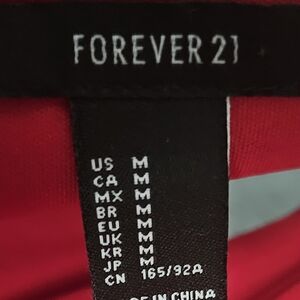 FOREVER 21
US M
CA M
MX M
BR M
EU M
UK M
KR M
JP M
CN 165/92A
DE IN CHINA